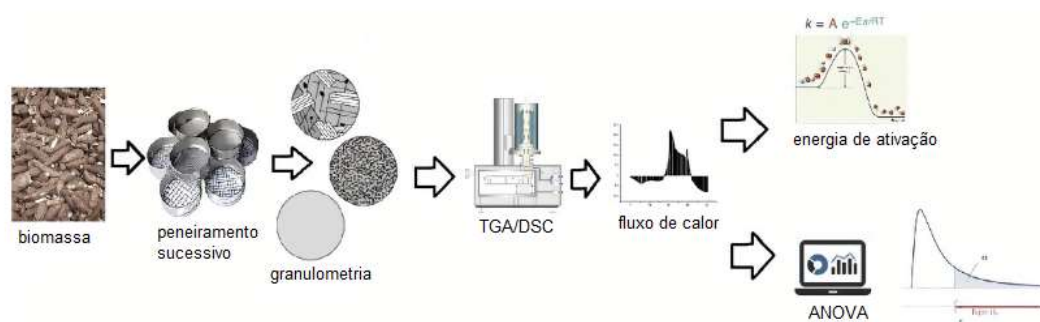 k = A e−Ea/RT
biomassa
peneiramento
sucessivo
granulometria
TGA/DSC
fluxo de calor
energia de ativação
ANOVA
α